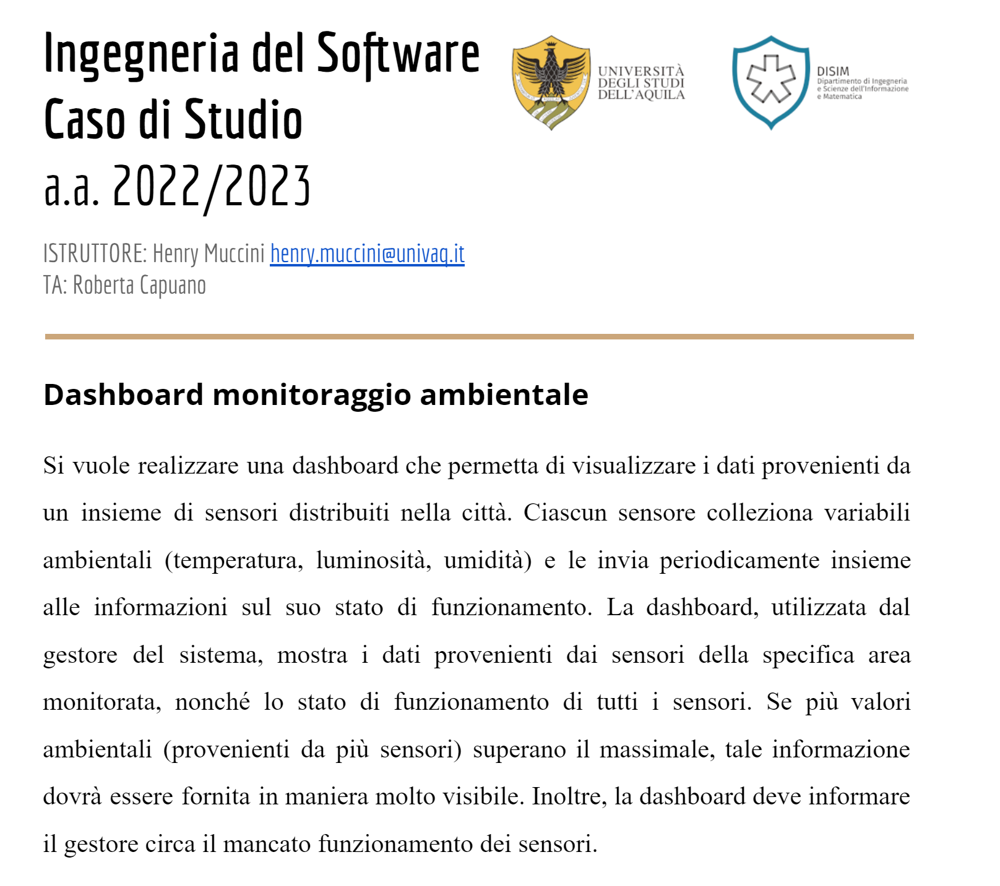 Ingegneria del Software
Caso di Studio
a.a. 2022/2023
UNIVERSITÀ
DEGLI STUDI
DELL'AQUILA
DISIM
Dipartimento di Ingegneria
e Scienze dell'Informazione
e Matematica
ISTRUTTORE: Henry Muccini henry.muccini@univaq.it
TA: Roberta Capuano
Dashboard monitoraggio ambientale
Si vuole realizzare una dashboard che permetta di visualizzare i dati provenienti da
un insieme di sensori distribuiti nella città. Ciascun sensore colleziona variabili
ambientali (temperatura, luminosità, umidità) e le invia periodicamente insieme
alle informazioni sul suo stato di funzionamento. La dashboard, utilizzata dal
gestore del sistema, mostra i dati provenienti dai sensori della specifica area
monitorata, nonché lo stato di funzionamento di tutti i sensori. Se più valori
ambientali (provenienti da più sensori) superano il massimale, tale informazione
dovrà essere fornita in maniera molto visibile. Inoltre, la dashboard deve informare
il gestore circa il mancato funzionamento dei sensori.